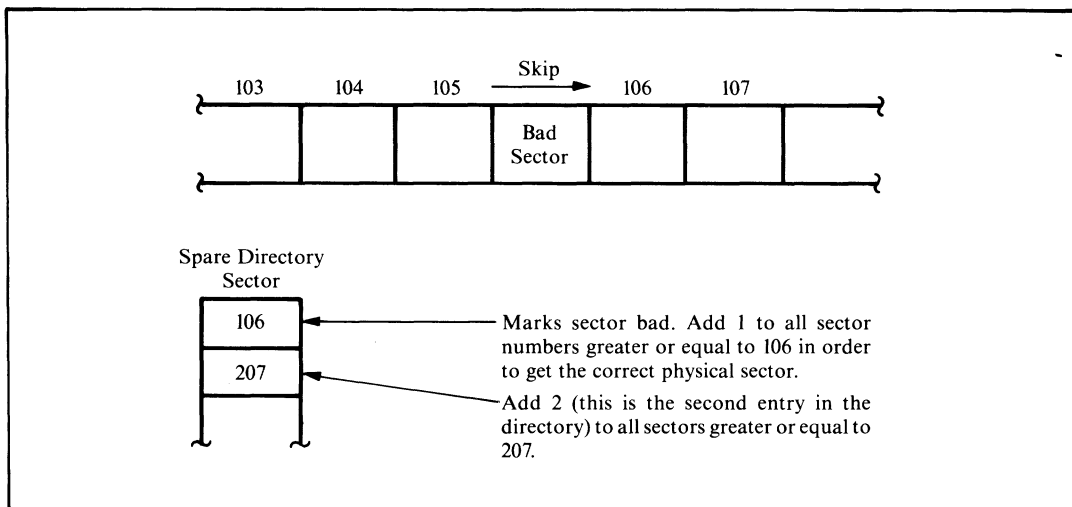 Skip
103 104 105 106 107
Bad
Sector
Spare Directory
Sector
106
207
Marks sector bad. Add 1 to all sector
numbers greater or equal to 106 in order
to get the correct physical sector.
Add 2 (this is the second entry in the
directory) to all sectors greater or equal to
207.